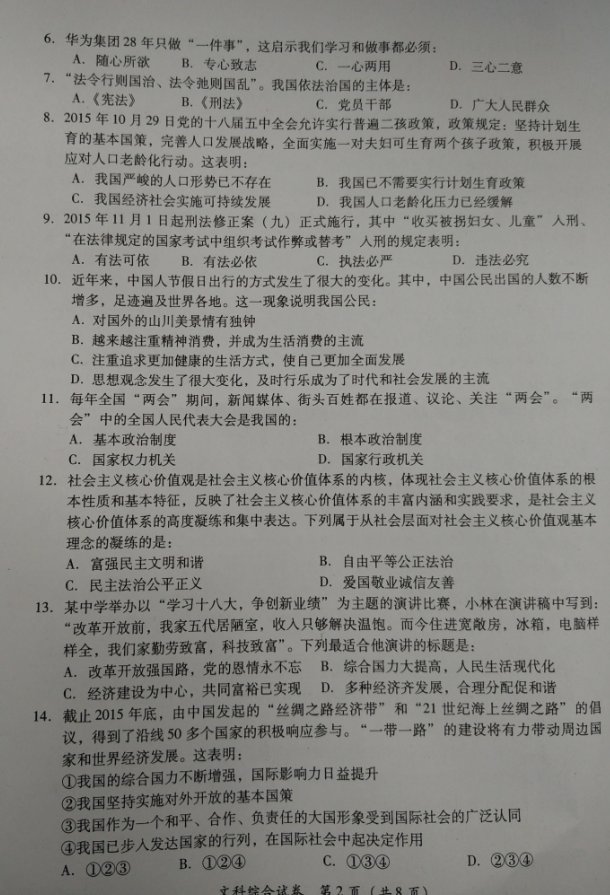 6. 华为集团 28 年只做“一件事”，这启示我们学习和做事都必须：
A. 随心所欲 B. 专心致志 C. 一心两用 D. 三心二意
7. “法令行则国治、法令弛则国乱”。我国依法治国的主体是：
A.《宪法》 B.《刑法》 C. 党员干部 D. 广大人民群众
8. 2015 年 10 月 29 日党的十八届五中全会允许实行普遍二孩政策，政策规定：坚持计划生
育的基本国策，完善人口发展战略，全面实施一对夫妇可生育两个孩子政策，积极开展
应对人口老龄化行动。这表明：
A. 我国严峻的人口形势已不存在 B. 我国已不需要实行计划生育政策
C. 我国经济社会实施可持续发展 D. 我国人口老龄化压力已经缓解
9. 2015 年 11 月 1 日起刑法修正案（九）正式施行，其中“收买被拐妇女、儿童”入刑、
“在法律规定的国家考试中组织考试作弊或替考”入刑的规定表明：
A. 有法可依 B. 有法必依 C. 执法必严 D. 违法必究
10. 近年来，中国人节假日出行的方式发生了很大的变化。其中，中国公民出国的人数不断
增多，足迹遍及世界各地。这一现象说明我国公民：
A. 对国外的山川美景情有独钟
B. 越来越注重精神消费，并成为生活消费的主流
C. 注重追求更加健康的生活方式，使自己更加全面发展
D. 思想观念发生了很大变化，及时行乐成为了时代和社会发展的主流
11. 每年全国“两会”期间，新闻媒体、街头百姓都在报道、议论、关注“两会”。“两
会”中的全国人民代表大会是我国的：
A. 基本政治制度 B. 根本政治制度
C. 国家权力机关 D. 国家行政机关
12. 社会主义核心价值观是社会主义核心价值体系的内核，体现社会主义核心价值体系的根
本性质和基本特征，反映了社会主义核心价值体系的丰富内涵和实践要求，是社会主义
核心价值体系的高度凝练和集中表达。下列属于从社会层面对社会主义核心价值观基本
理念的凝练的是：
A. 富强民主文明和谐 B. 自由平等公正法治
C. 民主法治公平正义 D. 爱国敬业诚信友善
13. 某中学举办以“学习十八大，争创新业绩”为主题的演讲比赛，小林在演讲稿中写到：
“改革开放前，我家五代居陋室，收入只够解决温饱。而今住进宽敞房，冰箱，电脑样
样全，我们家勤劳致富，科技致富”。下列最适合他演讲的标题是：
A. 改革开放强国路，党的恩情永不忘 B. 综合国力大提高，人民生活现代化
C. 经济建设为中心，共同富裕已实现 D. 多种经济齐发展，合理分配促和谐
14. 截止 2015 年底，由中国发起的“丝绸之路经济带”和“21 世纪海上丝绸之路”的倡
议，得到了沿线 50 多个国家的积极响应参与。“一带一路”的建设将有力带动周边国
家和世界经济发展。这表明：
①我国的综合国力不断增强，国际影响力日益提升
②我国坚持实施对外开放的基本国策
③我国作为一个和平、合作、负责任的大国形象受到国际社会的广泛认同
④我国已步入发达国家的行列，在国际社会中起决定作用
A. ①②③ B. ①②④ C. ①③④ D. ②③④
文科综合试卷 第 2 页（共 8 页）